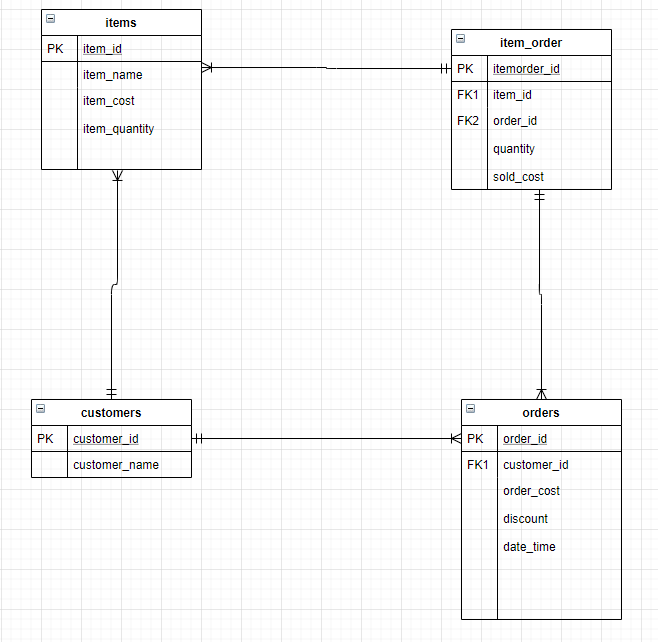 items
PK item_id
item_name
item_cost
item_quantity
item_order
PK itemorder_id
FK1 item_id
FK2 order_id
quantity
sold_cost
customers
PK customer_id
customer_name
orders
PK order_id
FK1 customer_id
order_cost
discount
date_time